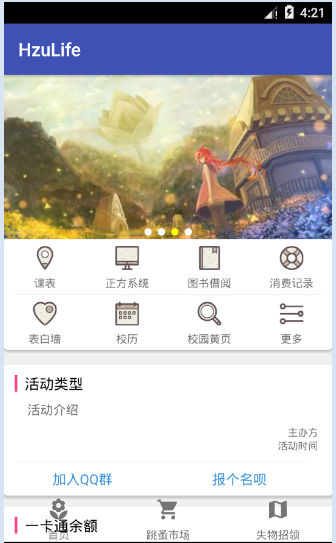 4:21
HzuLife
课表 正方系统 图书借阅 消费记录
表白墙 校历 校园黄页 更多
活动类型
活动介绍
主办方
活动时间
加入QQ群 报个名呗
一卡通余额
首页 跳蚤市场 失物招领